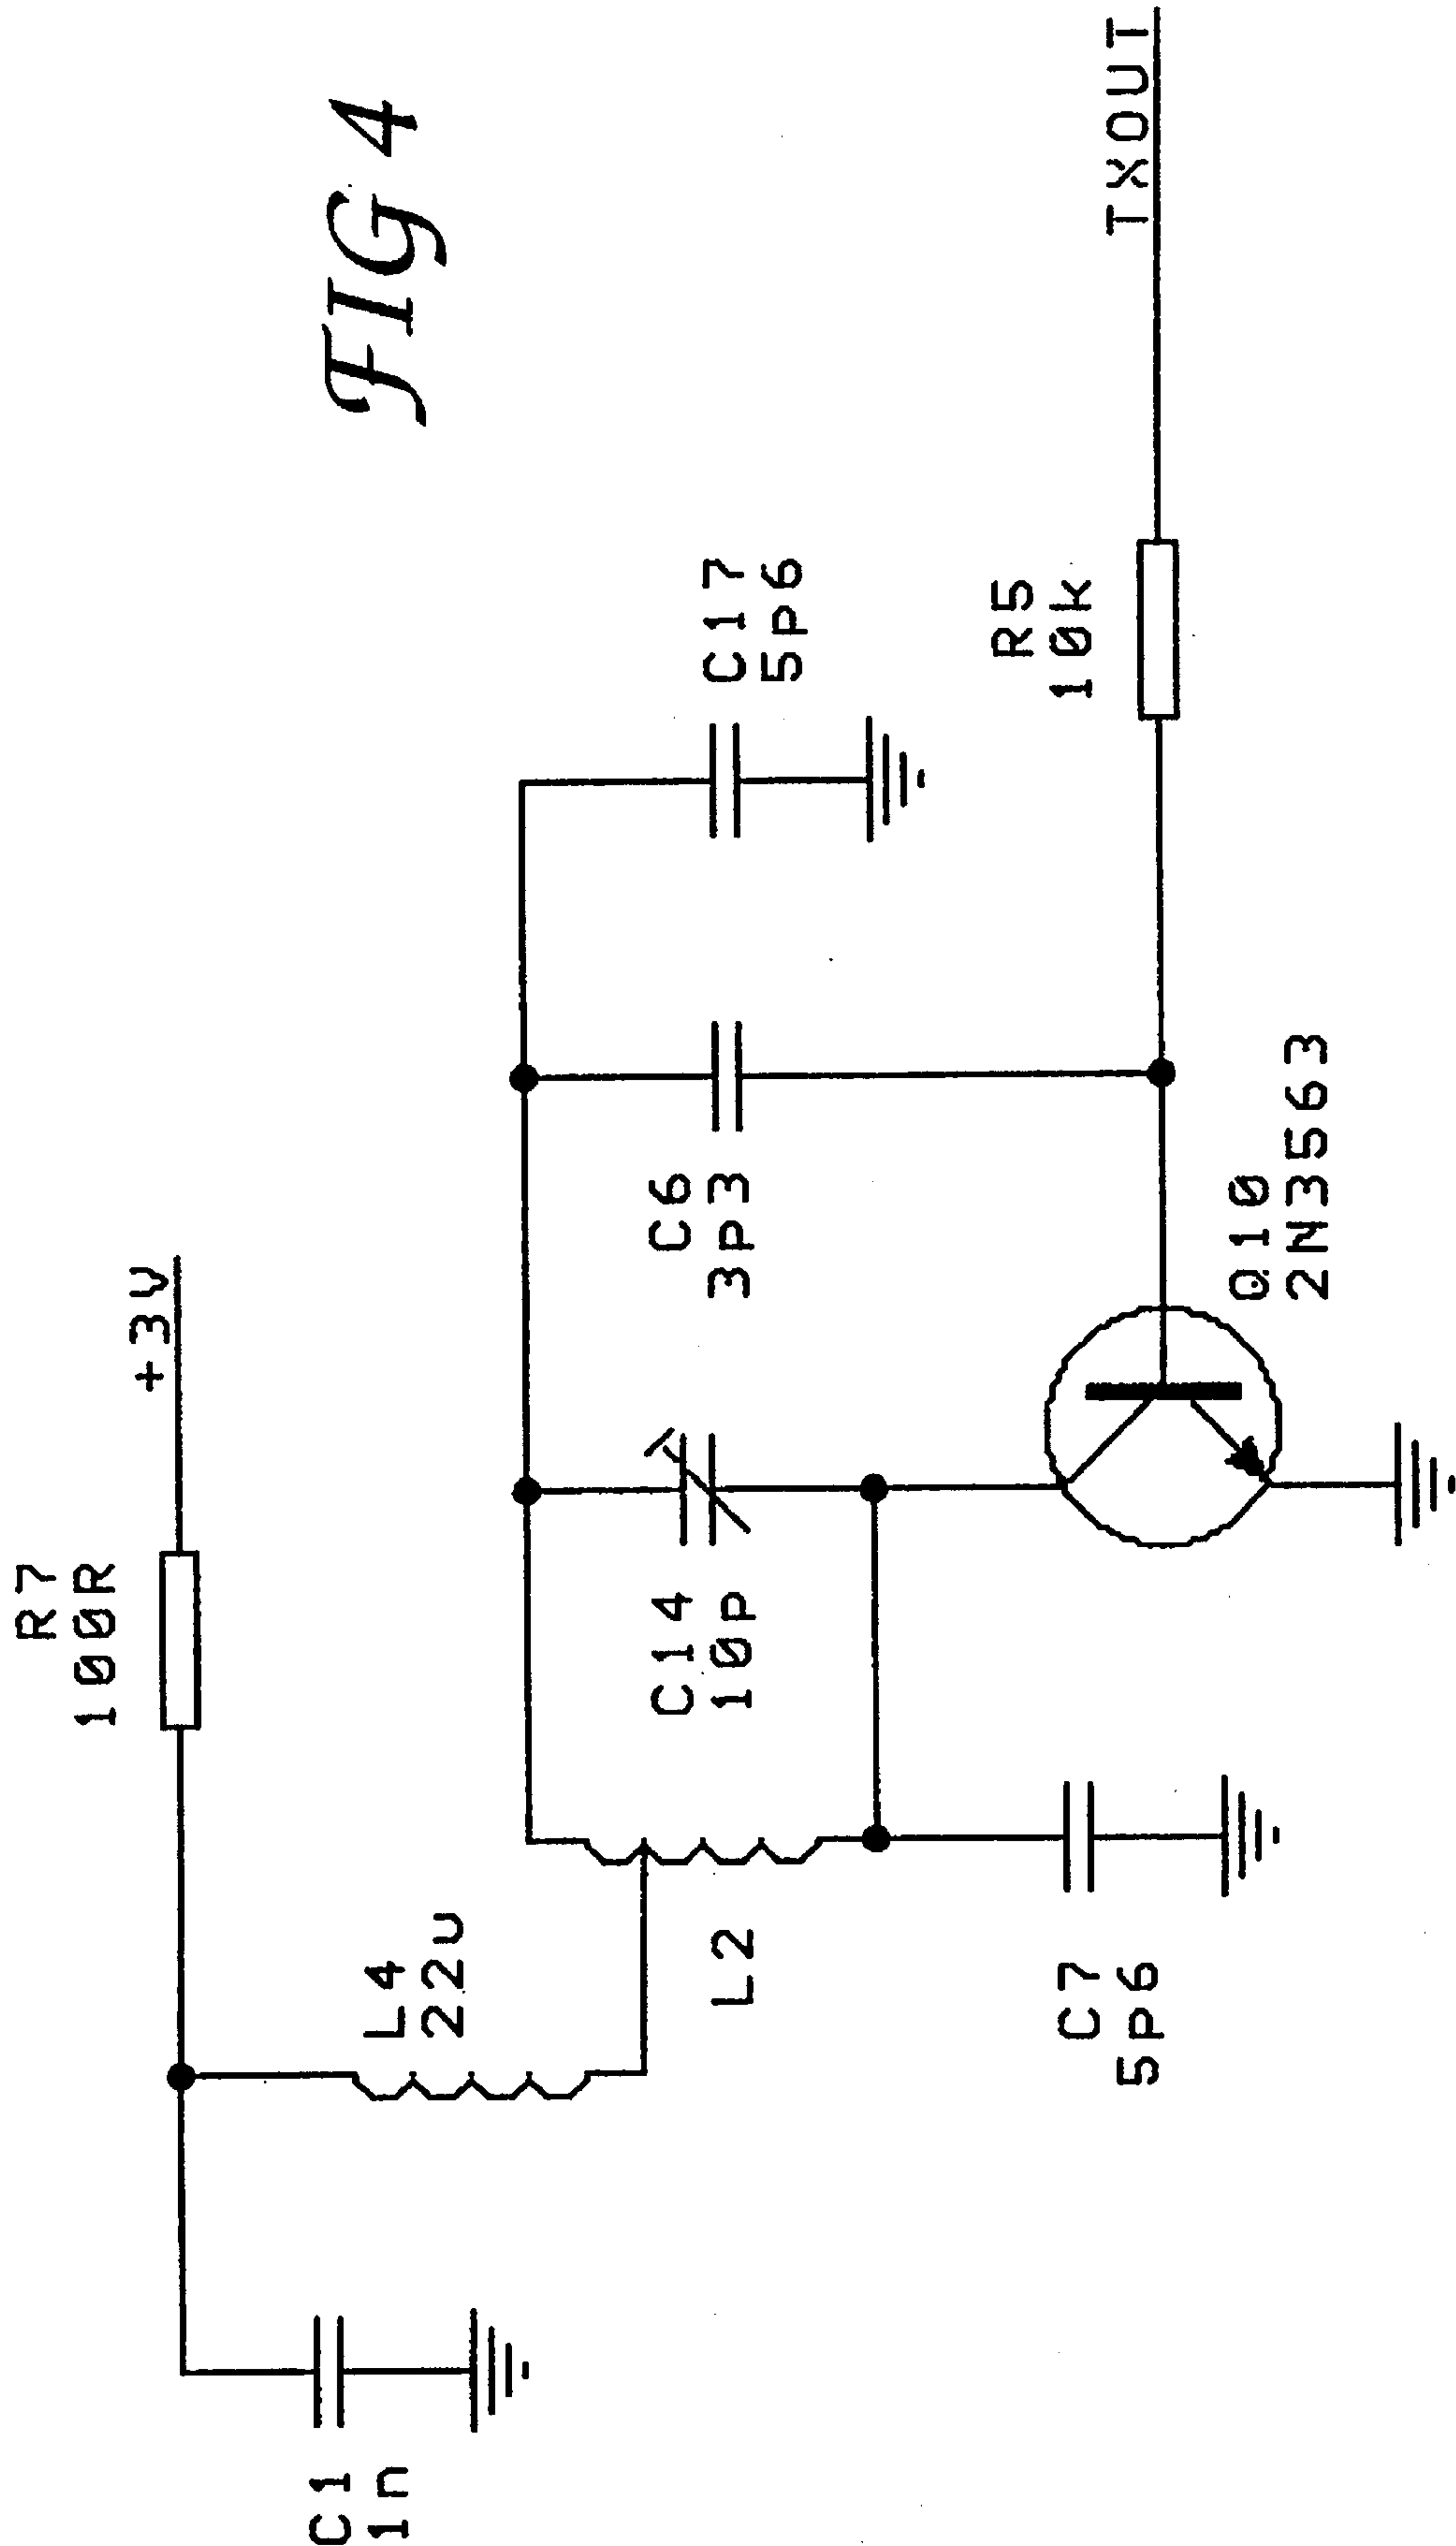 FIG 4
R7
100R
+3V
L4
22u
C1
1n
L2
C14
10p
C6
3p3
C17
5p6
C7
5p6
R5
10k
TXOUT
Q10
2N3563